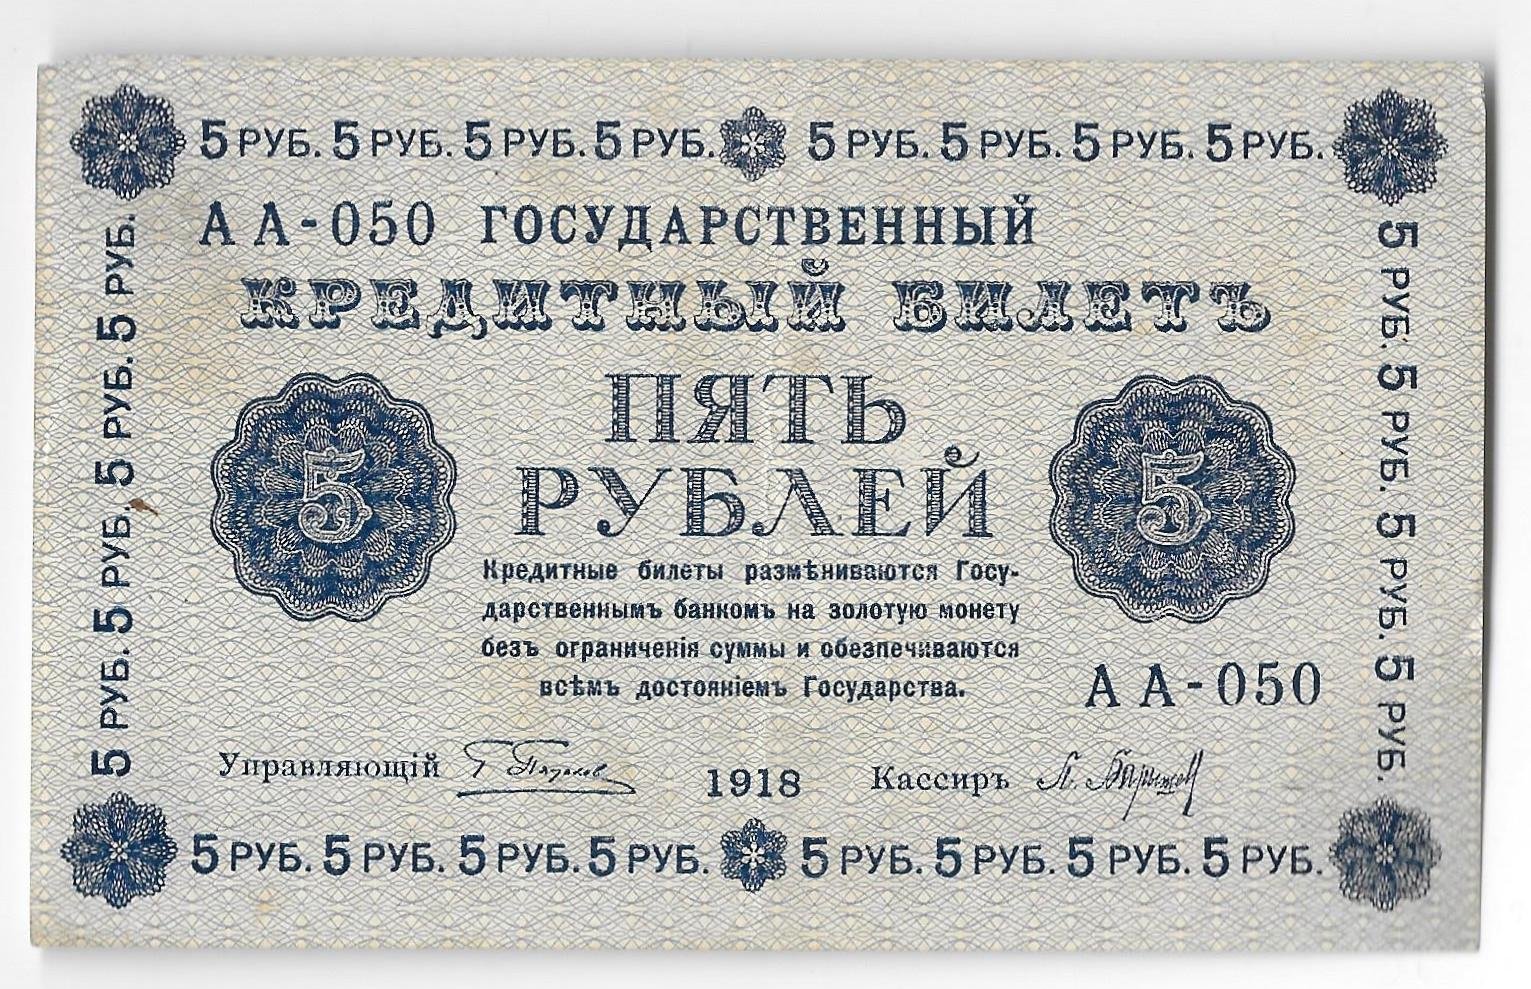 5 РУБ. 5 РУБ. 5 РУБ. 5 РУБ. 5 РУБ. 5 РУБ. 5 РУБ. 5 РУБ.
АА-050 ГОСУДАРСТВЕННЫЙ
КРЕДИТНЫЙ БИЛЕТЪ
5 РУБ. 5 РУБ. 5 РУБ. 5 РУБ.
5
ПЯТЬ
РУБЛЕЙ
5
5 РУБ. 5 РУБ. 5 РУБ. 5 РУБ.
Кредитные билеты размѣниваются Госу-
дарственнымъ банкомъ на золотую монету
безъ ограниченія суммы и обезпечиваются
всѣмъ достояніемъ Государства.
АА-050
Управляющій Г. Пятаков 1918 Кассиръ
5 РУБ. 5 РУБ. 5 РУБ. 5 РУБ. 5 РУБ. 5 РУБ. 5 РУБ. 5 РУБ.